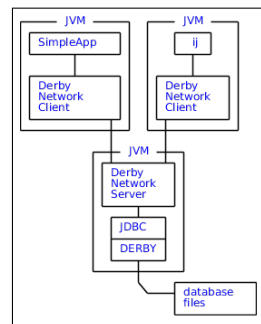 JVM
SimpleApp
Derby
Network
Client
JVM
ij
Derby
Network
Client
JVM
Derby
Network
Server
JDBC
DERBY
database
files